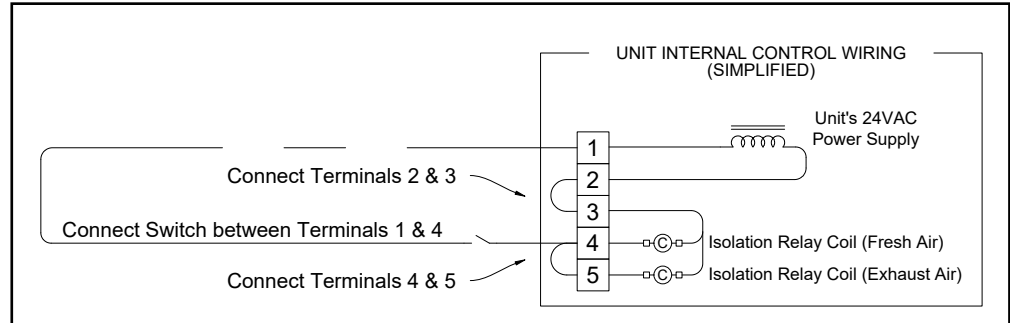 UNIT INTERNAL CONTROL WIRING
(SIMPLIFIED)
Unit's 24VAC
Power Supply
1
Connect Terminals 2 & 3
2
3
Connect Switch between Terminals 1 & 4
4
C
Isolation Relay Coil (Fresh Air)
Connect Terminals 4 & 5
5
C
Isolation Relay Coil (Exhaust Air)